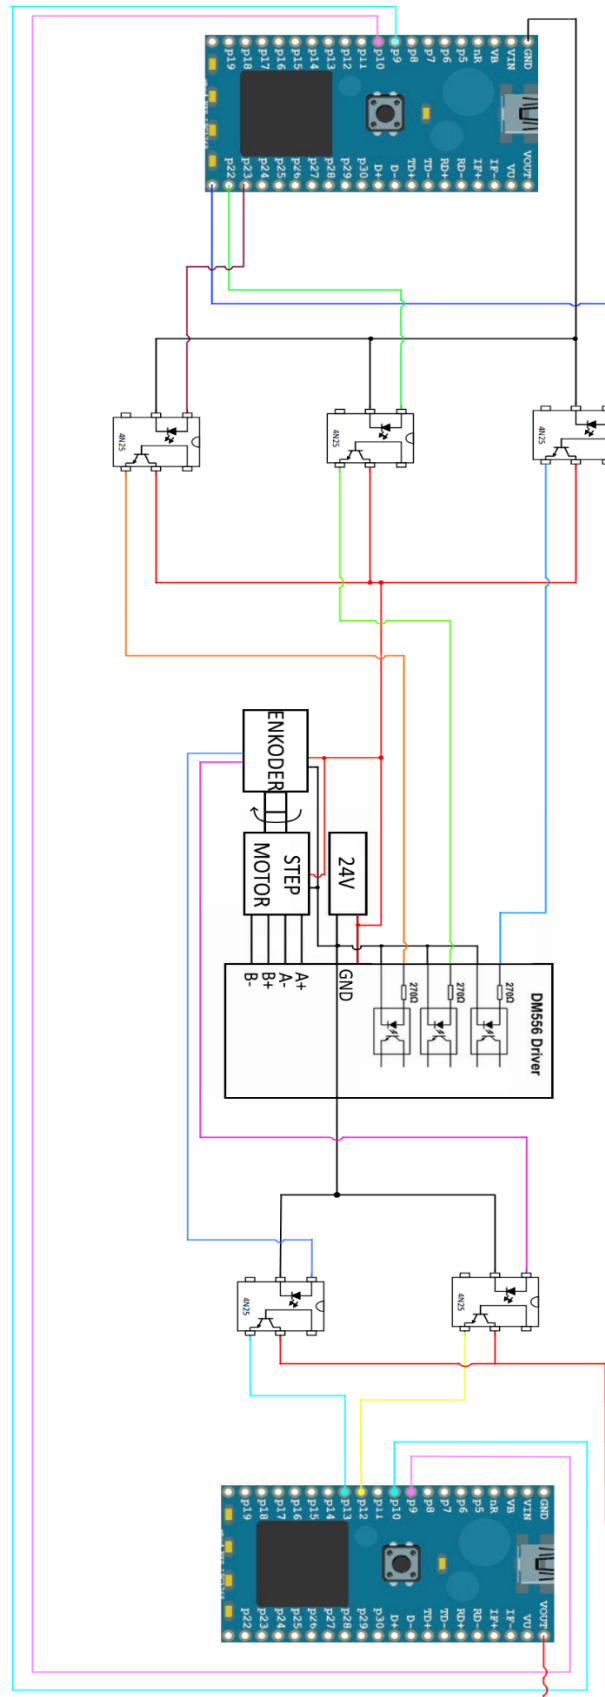 p19 p18 p17 p16 p15 p14 p13 p12 p11 p10 p9 p8 p7 p6 p5 nR VB VIN GND
p22 p23 p24 p25 p26 p27 p28 p29 p30 D+ D- TD+ TD- RD+ RD- IF+ IF- VU VOUT
4N25
4N25
4N25
ENKODER
STEP
MOTOR
24V
B- B+ A- A+
GND
270Ω
270Ω
270Ω
DM556 Driver
4N25
4N25
p19 p18 p17 p16 p15 p14 p13 p12 p11 p10 p9 p8 p7 p6 p5 nR VB VIN GND
p22 p23 p24 p25 p26 p27 p28 p29 p30 D+ D- TD+ TD- RD+ RD- IF+ IF- VU VOUT